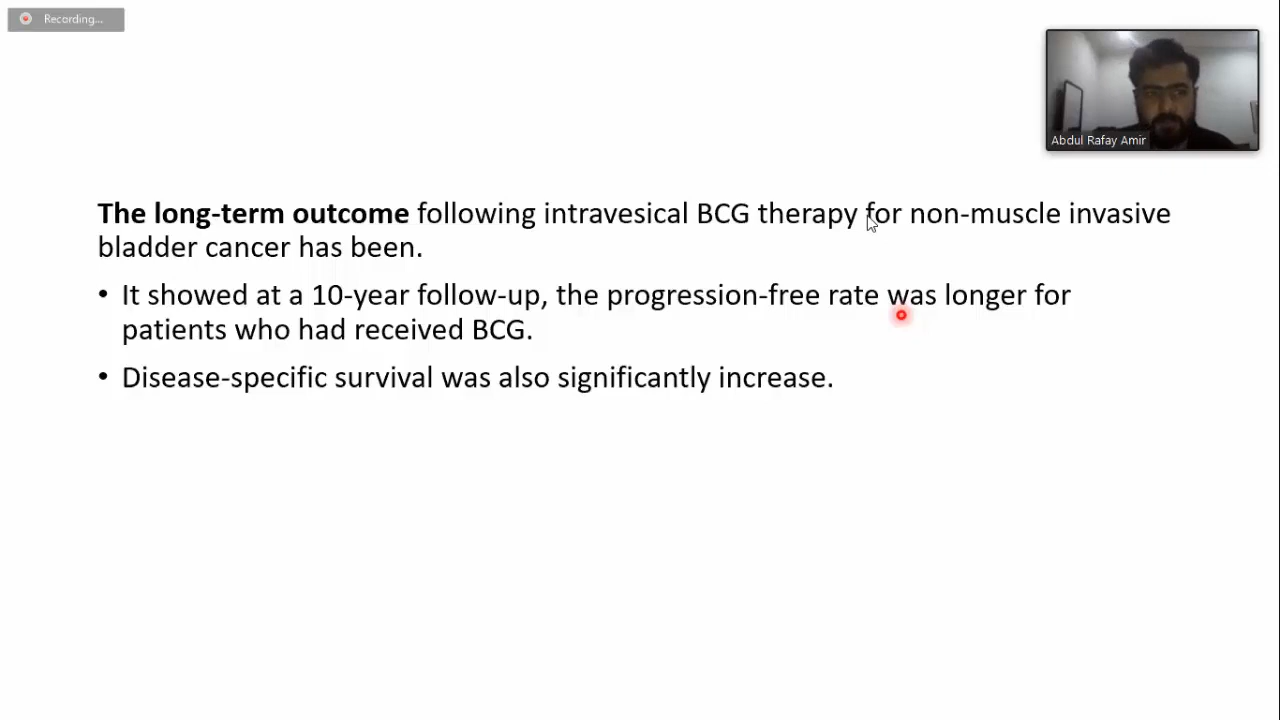 Recording...
Abdul Rafay Amir
The long-term outcome following intravesical BCG therapy for non-muscle invasive
bladder cancer has been.
• It showed at a 10-year follow-up, the progression-free rate was longer for
patients who had received BCG.
• Disease-specific survival was also significantly increase.